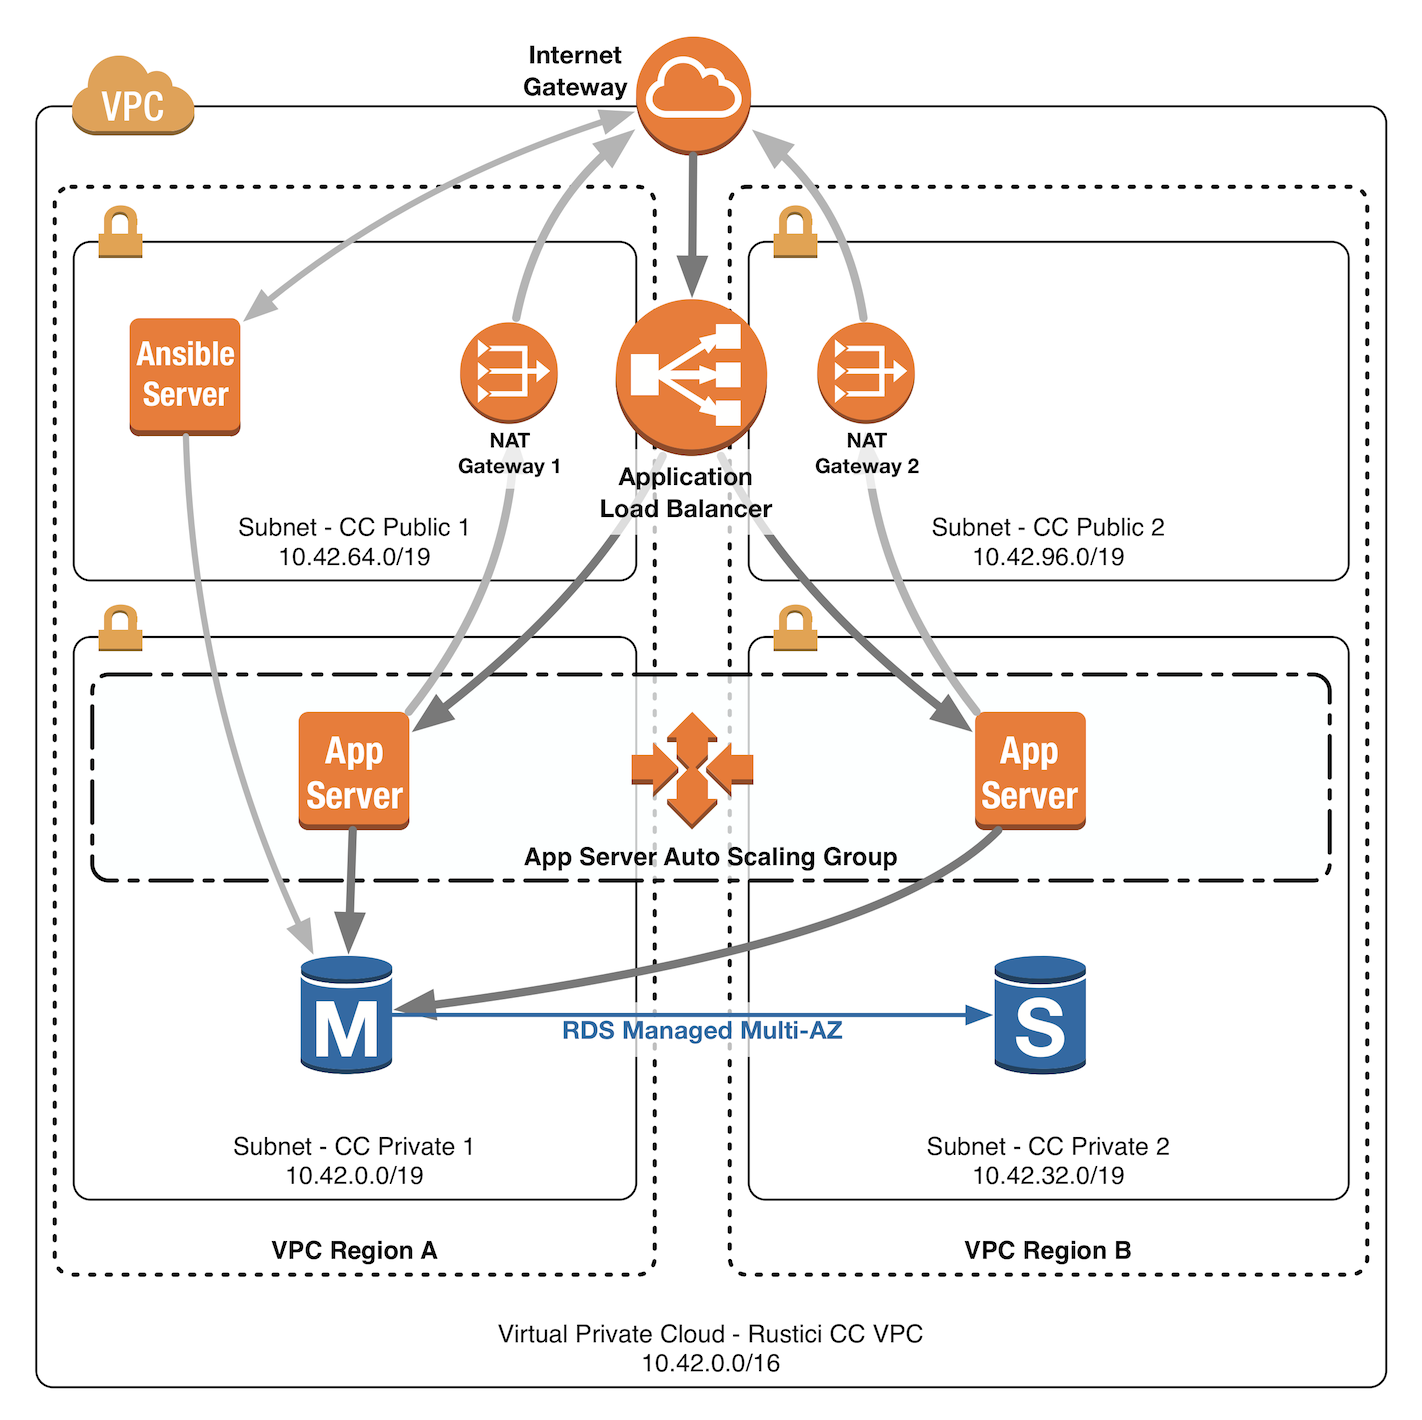 Internet
Gateway
VPC
Ansible
Server
NAT
Gateway 1
NAT
Gateway 2
Application
Load Balancer
Subnet - CC Public 1
10.42.64.0/19
Subnet - CC Public 2
10.42.96.0/19
App
Server
App
Server
App Server Auto Scaling Group
M
S
RDS Managed Multi-AZ
Subnet - CC Private 1
10.42.0.0/19
Subnet - CC Private 2
10.42.32.0/19
VPC Region A
VPC Region B
Virtual Private Cloud - Rustici CC VPC
10.42.0.0/16